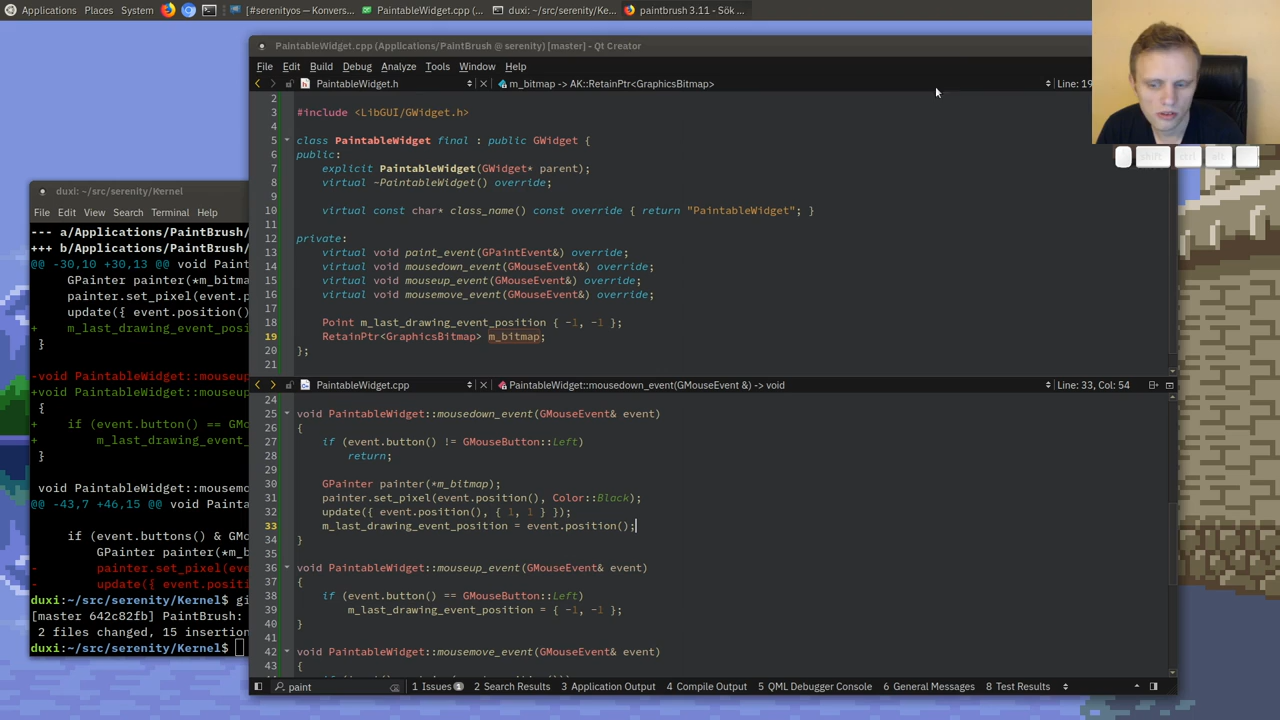 Applications Places System [#serenityos — Konvers... PaintableWidget.cpp (... duxi: ~/src/serenity/Ke... paintbrush 3.11 — Sök ...
PaintableWidget.cpp (Applications/PaintBrush @ serenity) [master] - Qt Creator
File Edit Build Debug Analyze Tools Window Help
PaintableWidget.h m_bitmap -> AK::RetainPtr<GraphicsBitmap> Line: 19
2
3 #include <LibGUI/GWidget.h>
4
5 class PaintableWidget final : public GWidget {
6 public:
7 explicit PaintableWidget(GWidget* parent);
8 virtual ~PaintableWidget() override;
9
10 virtual const char* class_name() const override { return "PaintableWidget"; }
11
12 private:
13 virtual void paint_event(GPaintEvent&) override;
14 virtual void mousedown_event(GMouseEvent&) override;
15 virtual void mouseup_event(GMouseEvent&) override;
16 virtual void mousemove_event(GMouseEvent&) override;
17
18 Point m_last_drawing_event_position { -1, -1 };
19 RetainPtr<GraphicsBitmap> m_bitmap;
20 };
21
PaintableWidget.cpp PaintableWidget::mousedown_event(GMouseEvent &) -> void Line: 33, Col: 54
24
25 void PaintableWidget::mousedown_event(GMouseEvent& event)
26 {
27 if (event.button() != GMouseButton::Left)
28 return;
29
30 GPainter painter(*m_bitmap);
31 painter.set_pixel(event.position(), Color::Black);
32 update({ event.position(), { 1, 1 } });
33 m_last_drawing_event_position = event.position();
34 }
35
36 void PaintableWidget::mouseup_event(GMouseEvent& event)
37 {
38 if (event.button() == GMouseButton::Left)
39 m_last_drawing_event_position = { -1, -1 };
40 }
41
42 void PaintableWidget::mousemove_event(GMouseEvent& event)
43 {
paint 1 Issues 1 2 Search Results 3 Application Output 4 Compile Output 5 QML Debugger Console 6 General Messages 8 Test Results
duxi: ~/src/serenity/Kernel
File Edit View Search Terminal Help
--- a/Applications/PaintBrush/
+++ b/Applications/PaintBrush/
@@ -30,10 +30,13 @@ void Paint
GPainter painter(*m_bitma
painter.set_pixel(event.p
update({ event.position()
+ m_last_drawing_event_posi
}
-void PaintableWidget::mouseup
+void PaintableWidget::mouseup
{
+ if (event.button() == GMo
+ m_last_drawing_event_
}
void PaintableWidget::mousemo
@@ -43,7 +46,15 @@ void Painta
if (event.buttons() & GMo
GPainter painter(*m_b
- painter.set_pixel(eve
- update({ event.positi
duxi:~/src/serenity/Kernel$ gi
[master 642c82fb] PaintBrush:
2 files changed, 15 insertion
duxi:~/src/serenity/Kernel$
shift ctrl alt